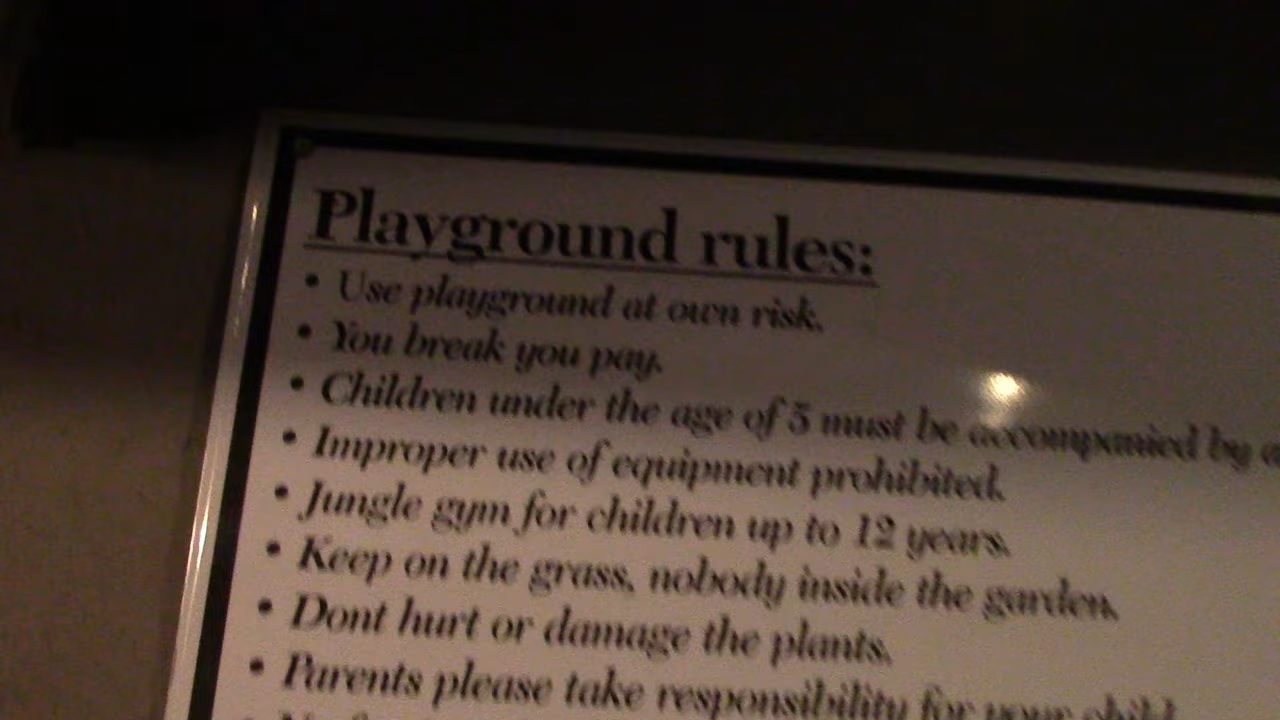 Playground rules:
• Use playground at own risk.
• You break you pay.
• Children under the age of 5 must be accompanied by a
• Improper use of equipment prohibited.
• Jungle gym for children up to 12 years.
• Keep on the grass, nobody inside the garden.
• Dont hurt or damage the plants.
• Parents please take responsibility for your child